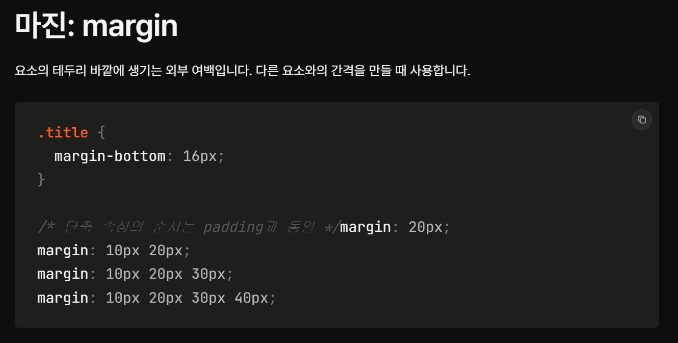 마진: margin
요소의 테두리 바깥에 생기는 외부 여백입니다. 다른 요소와의 간격을 만들 때 사용합니다.
.title {
  margin-bottom: 16px;
}
/* 단축 속성의 순서는 padding과 동일 */margin: 20px;
margin: 10px 20px;
margin: 10px 20px 30px;
margin: 10px 20px 30px 40px;